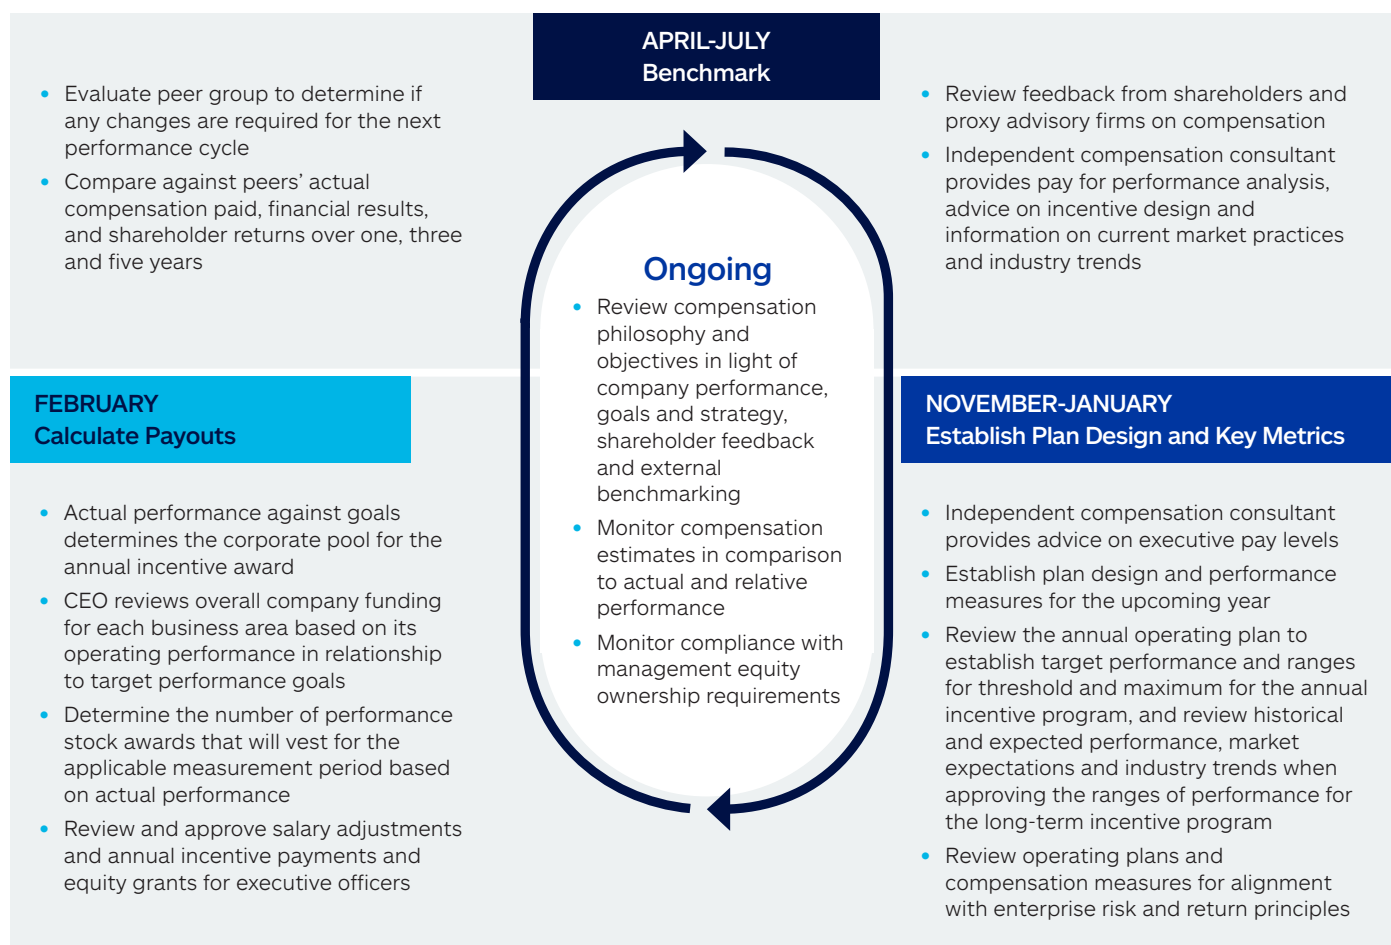 APRIL-JULY
Benchmark
• Evaluate peer group to determine if
any changes are required for the next
performance cycle
• Compare against peers’ actual
compensation paid, financial results,
and shareholder returns over one, three
and five years
• Review feedback from shareholders and
proxy advisory firms on compensation
• Independent compensation consultant
provides pay for performance analysis,
advice on incentive design and
information on current market practices
and industry trends
Ongoing
• Review compensation
philosophy and
objectives in light of
company performance,
goals and strategy,
shareholder feedback
and external
benchmarking
• Monitor compensation
estimates in comparison
to actual and relative
performance
• Monitor compliance with
management equity
ownership requirements
FEBRUARY
Calculate Payouts
• Actual performance against goals
determines the corporate pool for the
annual incentive award
• CEO reviews overall company funding
for each business area based on its
operating performance in relationship
to target performance goals
• Determine the number of performance
stock awards that will vest for the
applicable measurement period based
on actual performance
• Review and approve salary adjustments
and annual incentive payments and
equity grants for executive officers
NOVEMBER-JANUARY
Establish Plan Design and Key Metrics
• Independent compensation consultant
provides advice on executive pay levels
• Establish plan design and performance
measures for the upcoming year
• Review the annual operating plan to
establish target performance and ranges
for threshold and maximum for the annual
incentive program, and review historical
and expected performance, market
expectations and industry trends when
approving the ranges of performance for
the long-term incentive program
• Review operating plans and
compensation measures for alignment
with enterprise risk and return principles